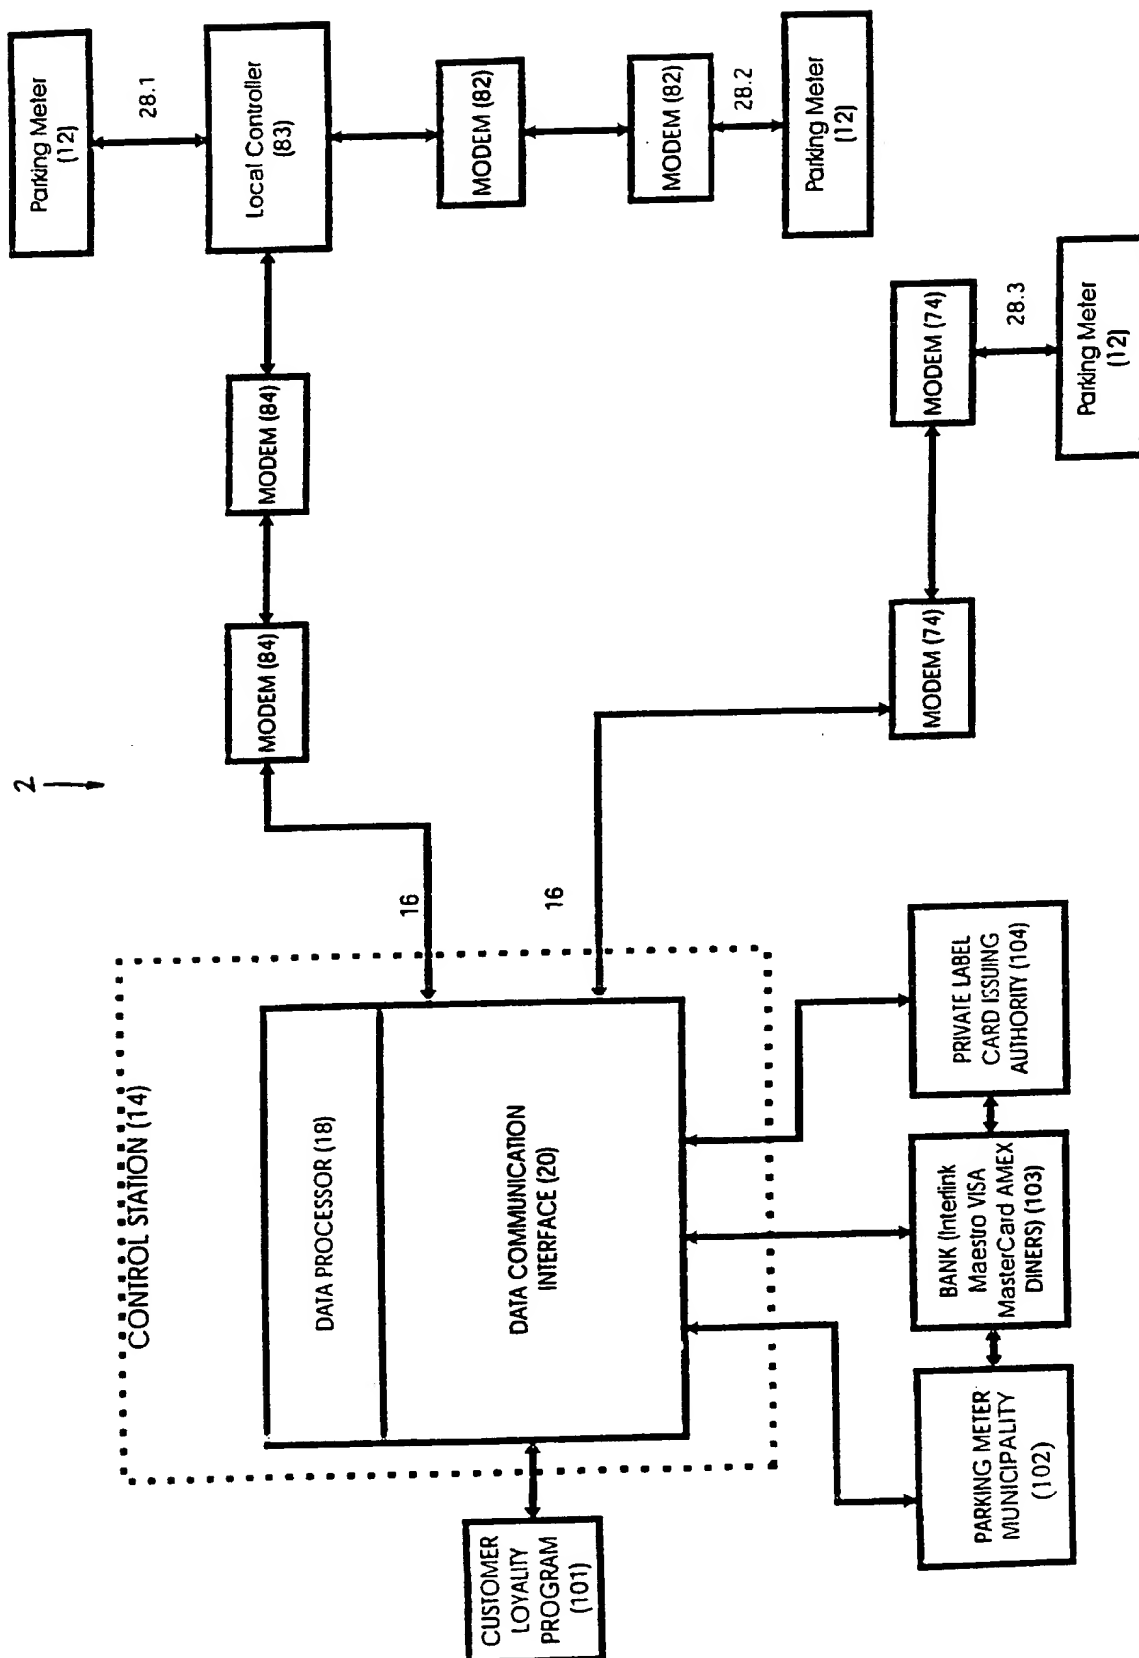 2
CUSTOMER
LOYALITY
PROGRAM
(101)
CONTROL STATION (14)
DATA PROCESSOR (18)
DATA COMMUNICATION
INTERFACE (20)
16
16
PARKING METER
MUNICIPALITY
(102)
BANK (Interlink
Maestro VISA
MasterCard AMEX
DINERS) (103)
PRIVATE LABEL
CARD ISSUING
AUTHORITY (104)
MODEM (84)
MODEM (84)
Local Controller
(83)
28.1
Parking Meter
(12)
MODEM (82)
MODEM (82)
28.2
Parking Meter
(12)
MODEM (74)
MODEM (74)
28.3
Parking Meter
(12)